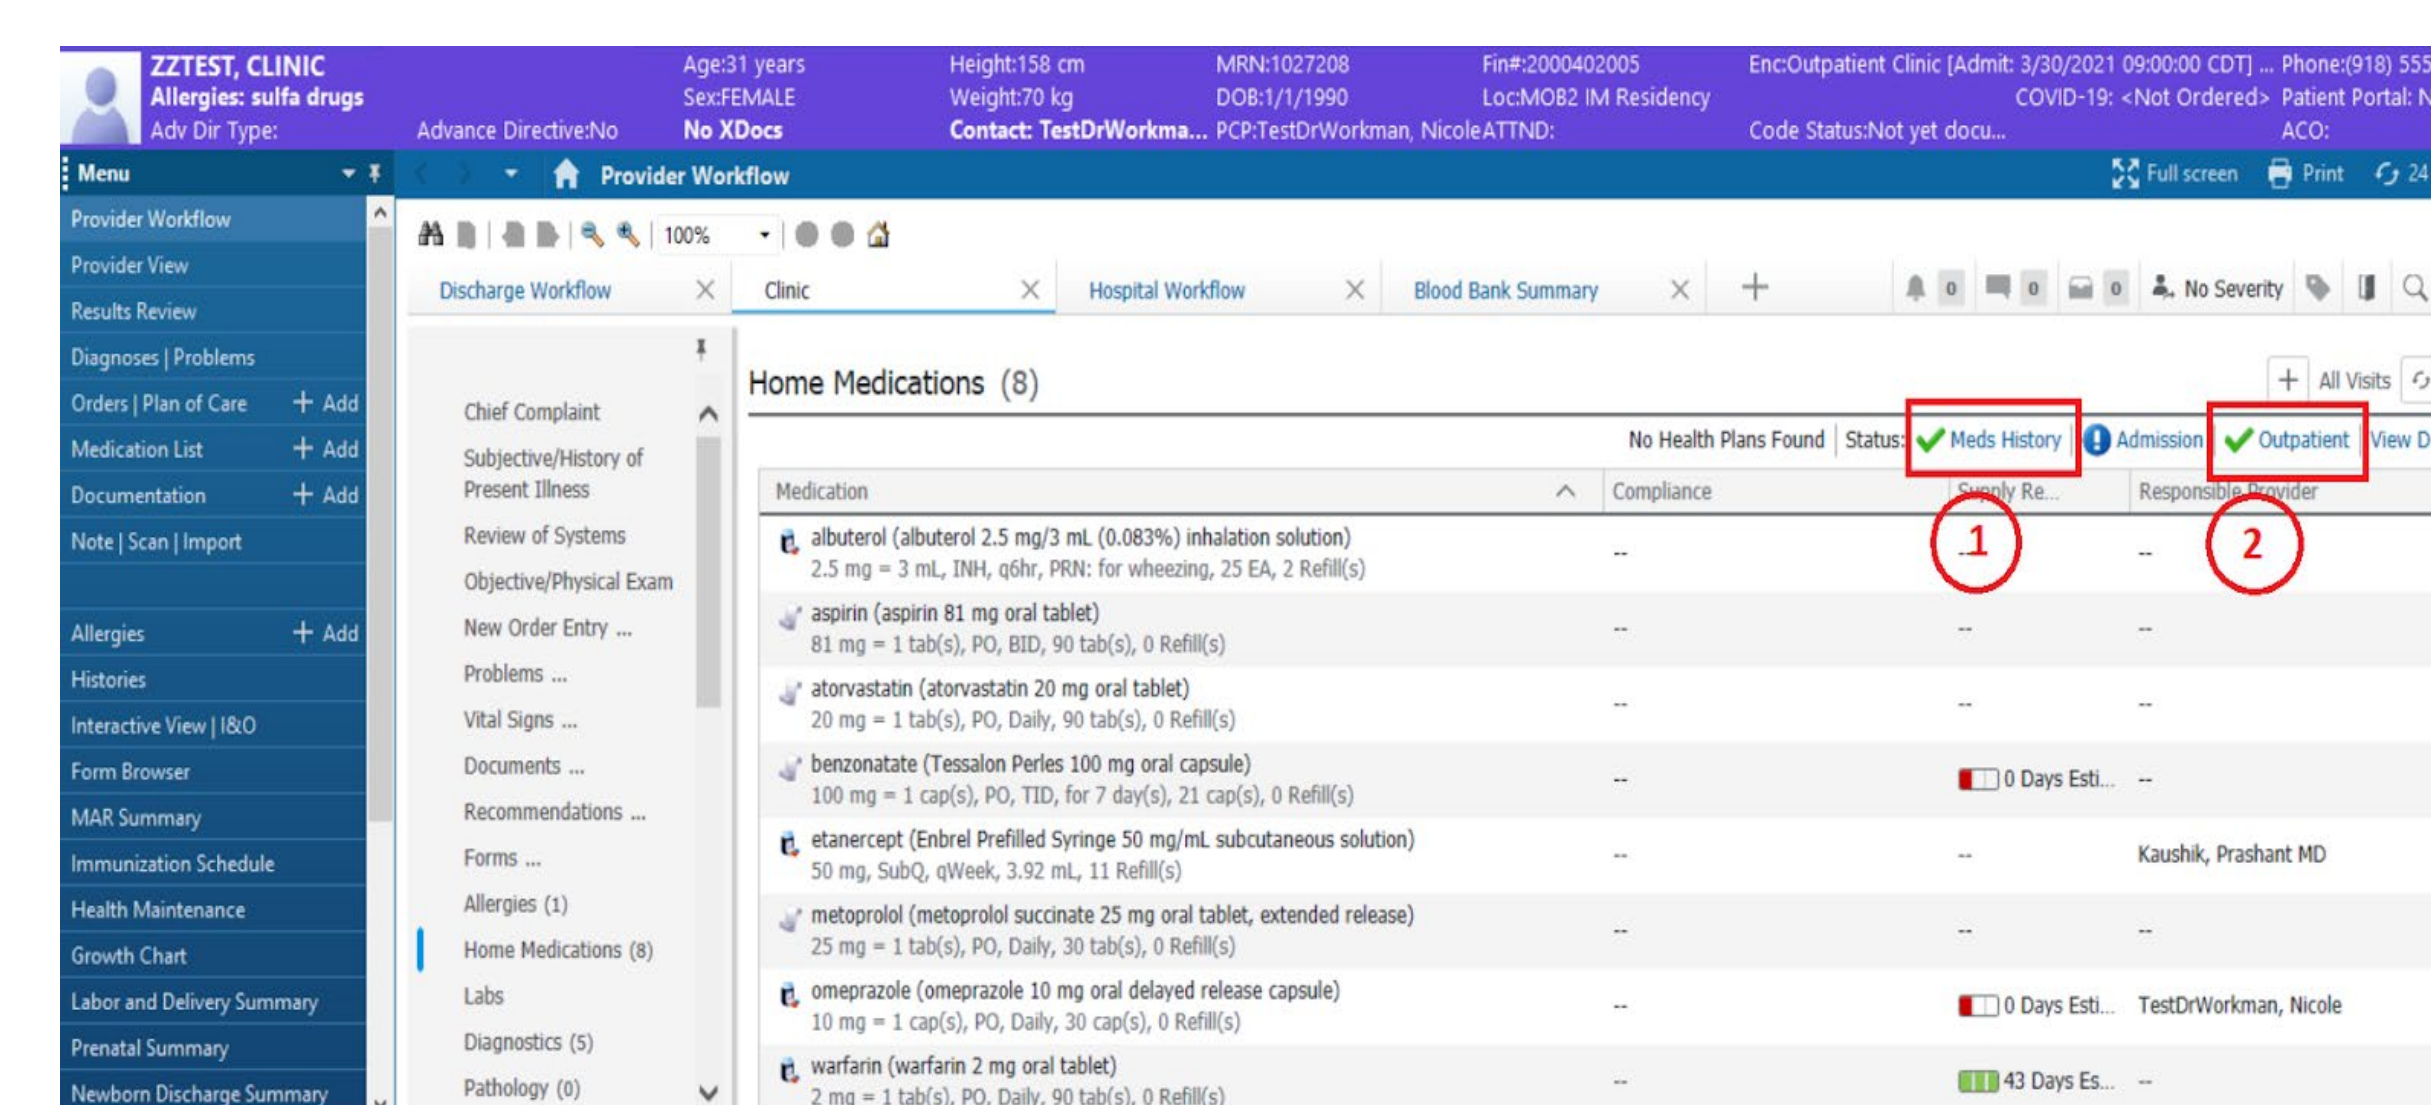 ZZTEST, CLINIC
Allergies: sulfa drugs
Adv Dir Type:
Advance Directive:No
Age:31 years
Sex:FEMALE
No XDocs
Height:158 cm
Weight:70 kg
Contact: TestDrWorkma...
MRN:1027208
DOB:1/1/1990
PCP:TestDrWorkman, Nicole
Fin#:2000402005
Loc:MOB2 IM Residency
ATTND:
Enc:Outpatient Clinic [Admit: 3/30/2021 09:00:00 CDT] ...
COVID-19: <Not Ordered>
Code Status:Not yet docu...
Phone:(918) 555
Patient Portal: N
ACO:
Menu
Provider Workflow
Full screen
Print
24
Provider Workflow
Provider View
Results Review
Diagnoses | Problems
Orders | Plan of Care + Add
Medication List + Add
Documentation + Add
Note | Scan | Import
Allergies + Add
Histories
Interactive View | I&O
Form Browser
MAR Summary
Immunization Schedule
Health Maintenance
Growth Chart
Labor and Delivery Summary
Prenatal Summary
Newborn Discharge Summary
100%
Discharge Workflow
Clinic
Hospital Workflow
Blood Bank Summary
0
0
0
No Severity
Chief Complaint
Subjective/History of
Present Illness
Review of Systems
Objective/Physical Exam
New Order Entry ...
Problems ...
Vital Signs ...
Documents ...
Recommendations ...
Forms ...
Allergies (1)
Home Medications (8)
Labs
Diagnostics (5)
Pathology (0)
Home Medications (8)
All Visits
No Health Plans Found | Status: Meds History | Admission | Outpatient | View D
Medication Compliance Supply Re... Responsible Provider
1
2
albuterol (albuterol 2.5 mg/3 mL (0.083%) inhalation solution)
2.5 mg = 3 mL, INH, q6hr, PRN: for wheezing, 25 EA, 2 Refill(s)
-- -- --
aspirin (aspirin 81 mg oral tablet)
81 mg = 1 tab(s), PO, BID, 90 tab(s), 0 Refill(s)
-- -- --
atorvastatin (atorvastatin 20 mg oral tablet)
20 mg = 1 tab(s), PO, Daily, 90 tab(s), 0 Refill(s)
-- -- --
benzonatate (Tessalon Perles 100 mg oral capsule)
100 mg = 1 cap(s), PO, TID, for 7 day(s), 21 cap(s), 0 Refill(s)
-- 0 Days Esti... --
etanercept (Enbrel Prefilled Syringe 50 mg/mL subcutaneous solution)
50 mg, SubQ, qWeek, 3.92 mL, 11 Refill(s)
-- -- Kaushik, Prashant MD
metoprolol (metoprolol succinate 25 mg oral tablet, extended release)
25 mg = 1 tab(s), PO, Daily, 30 tab(s), 0 Refill(s)
-- -- --
omeprazole (omeprazole 10 mg oral delayed release capsule)
10 mg = 1 cap(s), PO, Daily, 30 cap(s), 0 Refill(s)
-- 0 Days Esti... TestDrWorkman, Nicole
warfarin (warfarin 2 mg oral tablet)
2 mg = 1 tab(s), PO, Daily, 90 tab(s), 0 Refill(s)
-- 43 Days Es... --